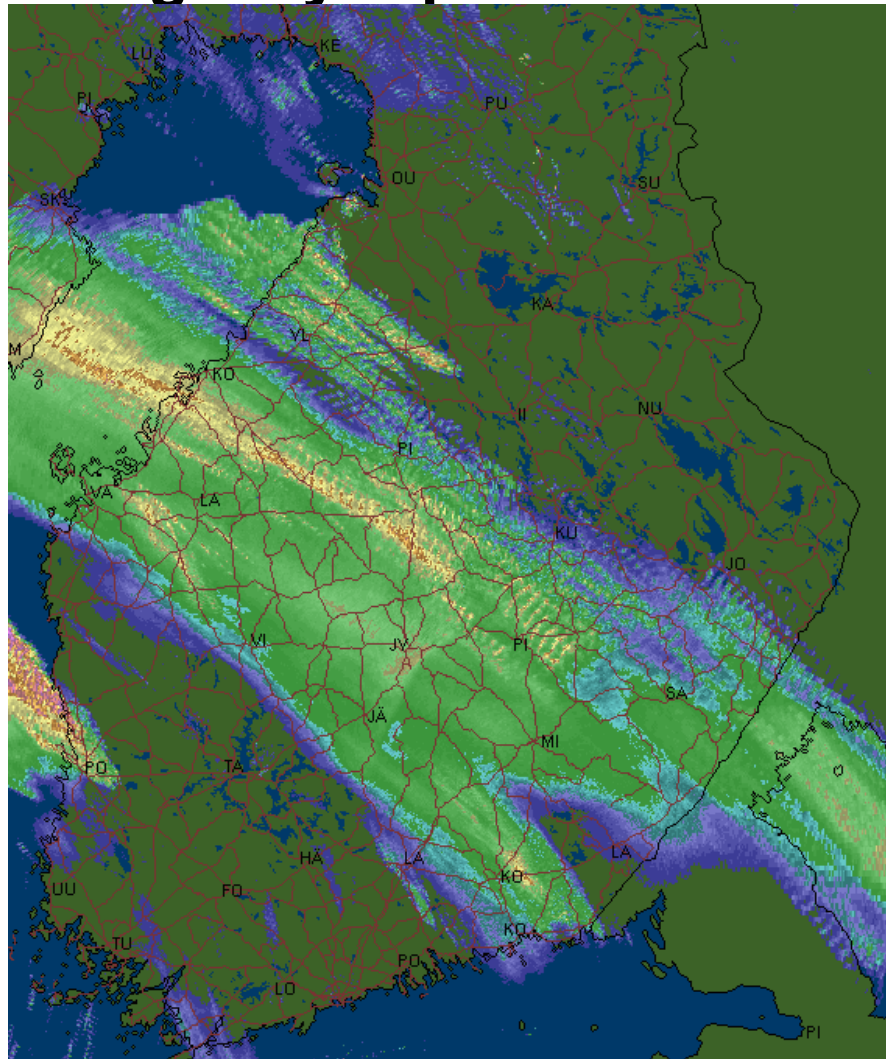 KE
LU
PI
PU
OU
SU
SK
KA
YL
M
KO
NU
II
PI
VA
LA
KU
JO
VI
JY
PI
SA
JÄ
MI
PO
TA
HÄ
LA
LA
UU
FO
KO
TU
KO
PO
LO
PI